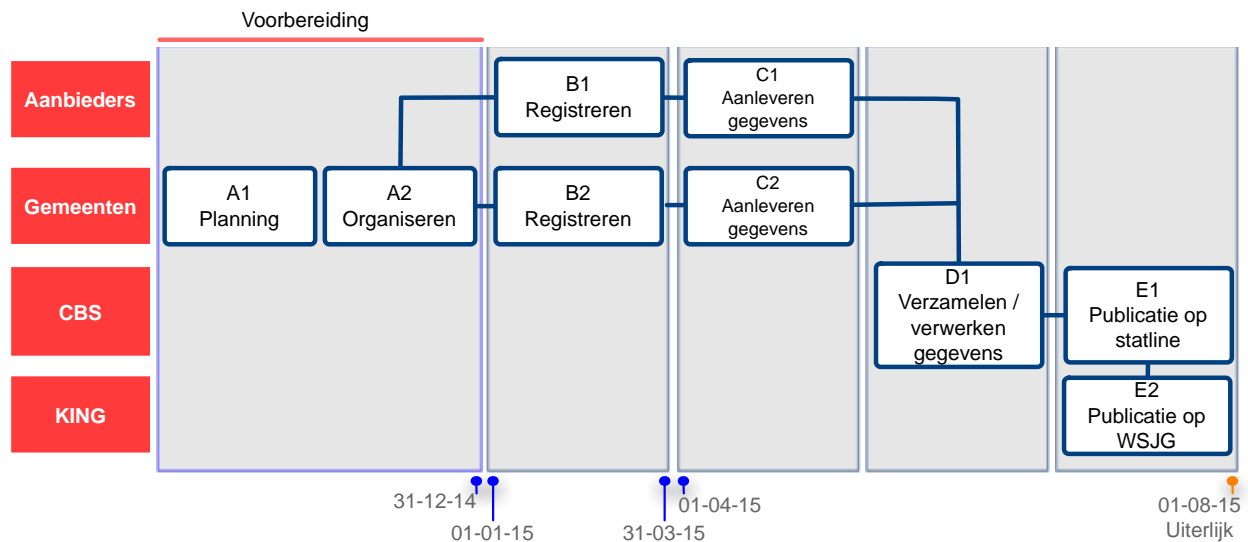 Voorbereiding
Aanbieders
B1
Registreren
C1
Aanleveren
gegevens
Gemeenten
A1
Planning
A2
Organiseren
B2
Registreren
C2
Aanleveren
gegevens
CBS
D1
Verzamelen /
verwerken
gegevens
E1
Publicatie op
statline
KING
E2
Publicatie op
WSJG
31-12-14
01-01-15
31-03-15
01-04-15
01-08-15
Uiterlijk